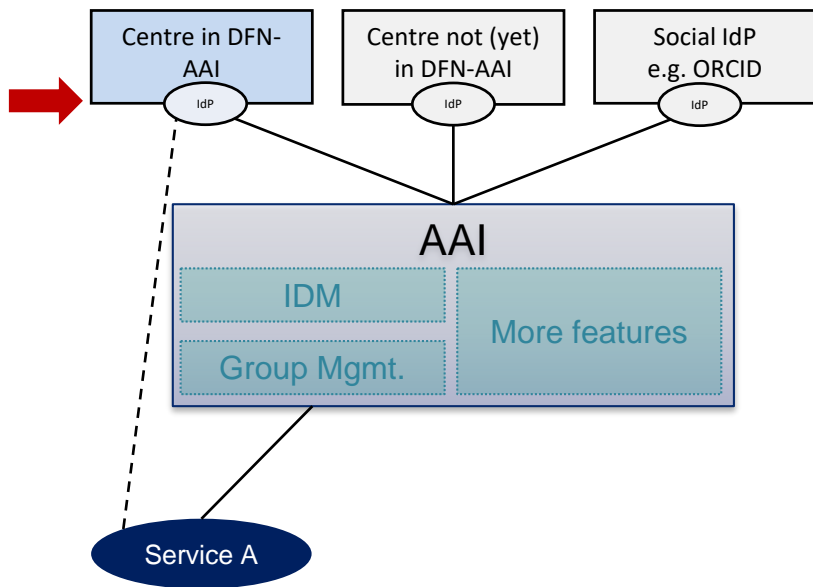 Centre in DFN-
AAI
Centre not (yet)
in DFN-AAI
Social IdP
e.g. ORCID
IdP
IdP
IdP
AAI
IDM
More features
Group Mgmt.
Service A